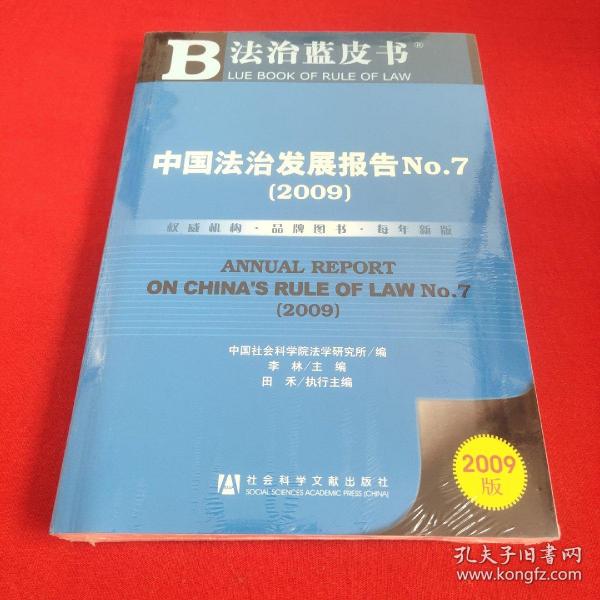 B法治蓝皮书®
LUE BOOK OF RULE OF LAW
中国法治发展报告No.7
(2009)
权威机构·品牌图书·每年新版
ANNUAL REPORT
ON CHINA'S RULE OF LAW No.7
(2009)
中国社会科学院法学研究所/编
李 林/主 编
田 禾/执行主编
2009
版
社会科学文献出版社
SOCIAL SCIENCES ACADEMIC PRESS (CHINA)
孔夫子旧书网
www.kongfz.com